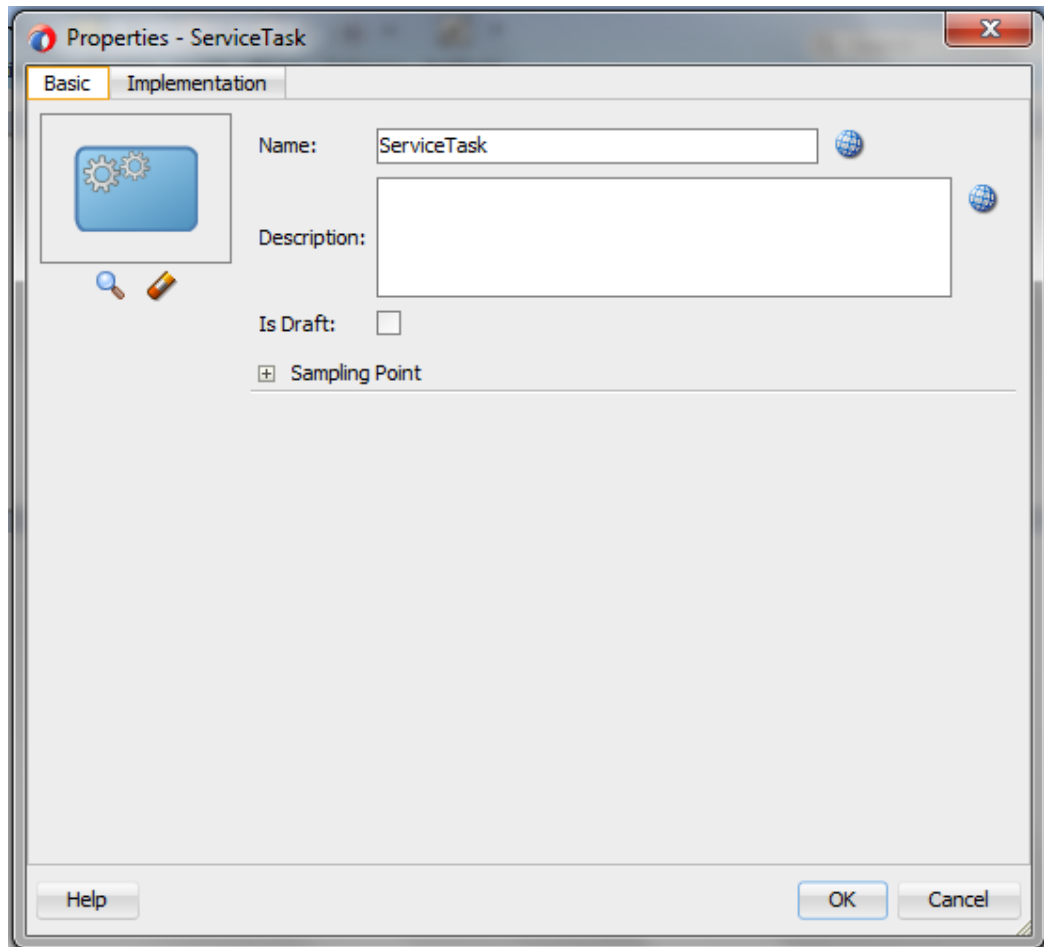 Properties - ServiceTask
Basic Implementation
Name: ServiceTask
Description:
Is Draft:
Sampling Point
Help OK Cancel